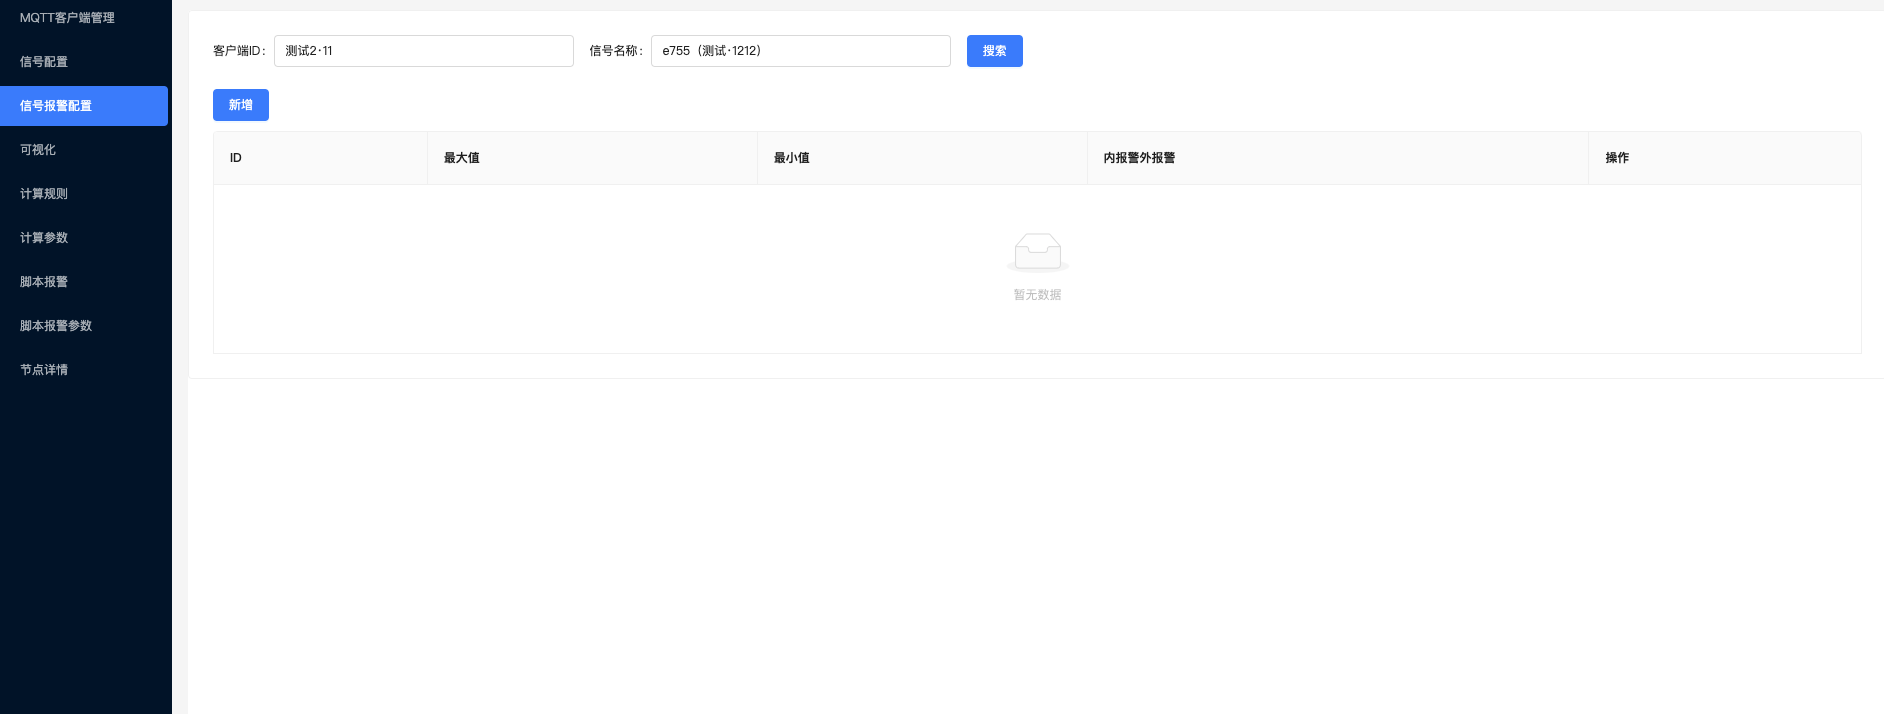 MQTT客户端管理
信号配置
信号报警配置
可视化
计算规则
计算参数
脚本报警
脚本报警参数
节点详情
客户端ID： 测试2·11 信号名称： e755（测试·1212） 搜索
新增
ID 最大值 最小值 内报警外报警 操作
暂无数据